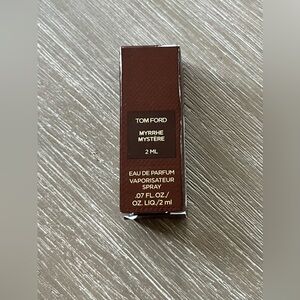 TOM FORD
MYRRHE
MYSTÈRE
2 ML
EAU DE PARFUM
VAPORISATEUR
SPRAY
.07 FL.OZ./
OZ. LIQ./2 ml